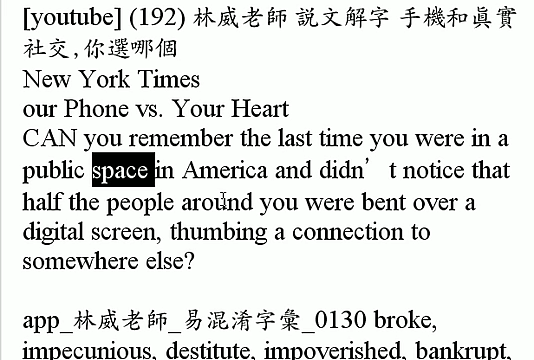 [youtube] (192) 林威老師 說文解字 手機和真實
社交,你選哪個
New York Times
our Phone vs. Your Heart
CAN you remember the last time you were in a
public space in America and didn’t notice that
half the people around you were bent over a
digital screen, thumbing a connection to
somewhere else?
app_林威老師_易混淆字彙_0130 broke,
impecunious, destitute, impoverished, bankrupt,